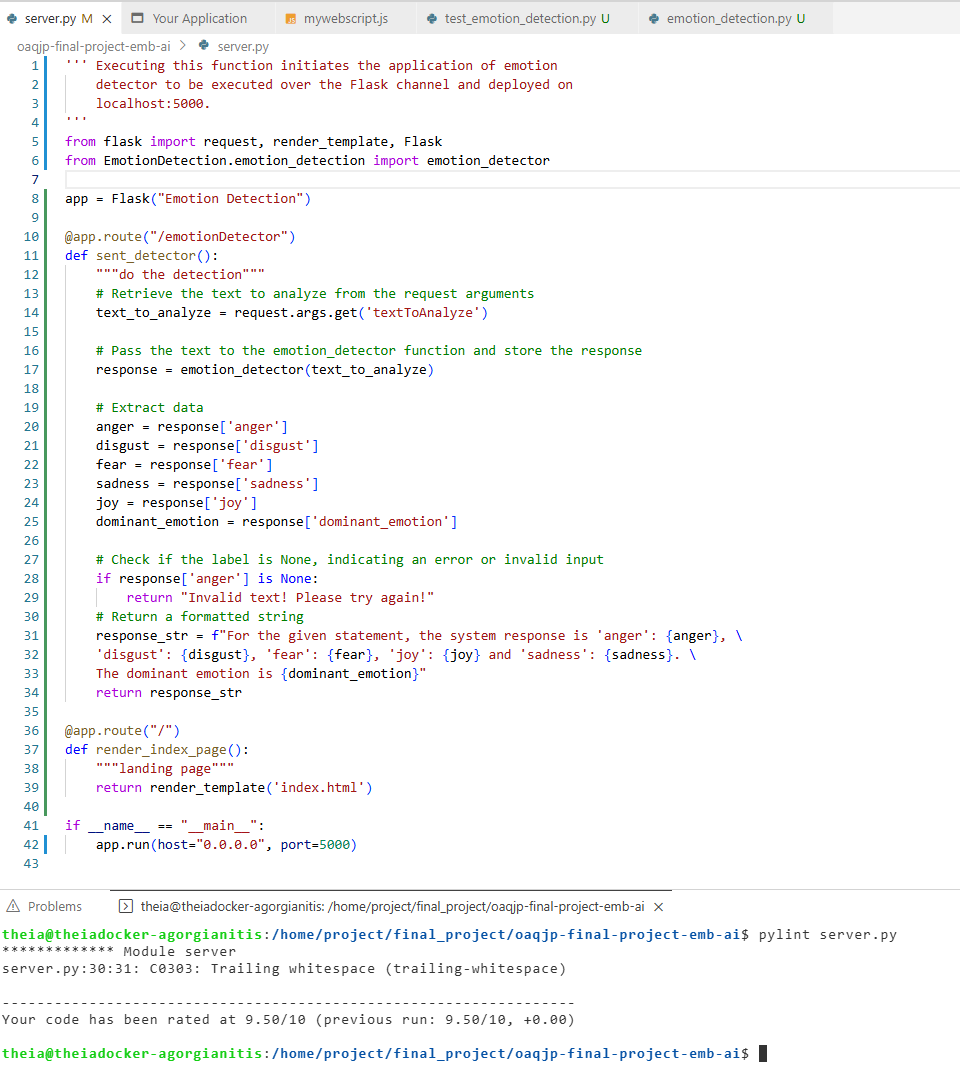 server.py M ×
Your Application
mywebscript.js
test_emotion_detection.py U
emotion_detection.py U
oaqjp-final-project-emb-ai > server.py
1 ''' Executing this function initiates the application of emotion
2     detector to be executed over the Flask channel and deployed on
3     localhost:5000.
4 '''
5 from flask import request, render_template, Flask
6 from EmotionDetection.emotion_detection import emotion_detector
7
8 app = Flask("Emotion Detection")
9
10 @app.route("/emotionDetector")
11 def sent_detector():
12     """do the detection"""
13     # Retrieve the text to analyze from the request arguments
14     text_to_analyze = request.args.get('textToAnalyze')
15
16     # Pass the text to the emotion_detector function and store the response
17     response = emotion_detector(text_to_analyze)
18
19     # Extract data
20     anger = response['anger']
21     disgust = response['disgust']
22     fear = response['fear']
23     sadness = response['sadness']
24     joy = response['joy']
25     dominant_emotion = response['dominant_emotion']
26
27     # Check if the label is None, indicating an error or invalid input
28     if response['anger'] is None:
29         return "Invalid text! Please try again!"
30     # Return a formatted string
31     response_str = f"For the given statement, the system response is 'anger': {anger}, \
32     'disgust': {disgust}, 'fear': {fear}, 'joy': {joy} and 'sadness': {sadness}. \
33     The dominant emotion is {dominant_emotion}"
34     return response_str
35
36 @app.route("/")
37 def render_index_page():
38     """landing page"""
39     return render_template('index.html')
40
41 if __name__ == "__main__":
42     app.run(host="0.0.0.0", port=5000)
43
Problems
theia@theiadocker-agorgianitis: /home/project/final_project/oaqjp-final-project-emb-ai ×
theia@theiadocker-agorgianitis:/home/project/final_project/oaqjp-final-project-emb-ai$ pylint server.py
************* Module server
server.py:30:31: C0303: Trailing whitespace (trailing-whitespace)
------------------------------------------------------------------
Your code has been rated at 9.50/10 (previous run: 9.50/10, +0.00)
theia@theiadocker-agorgianitis:/home/project/final_project/oaqjp-final-project-emb-ai$